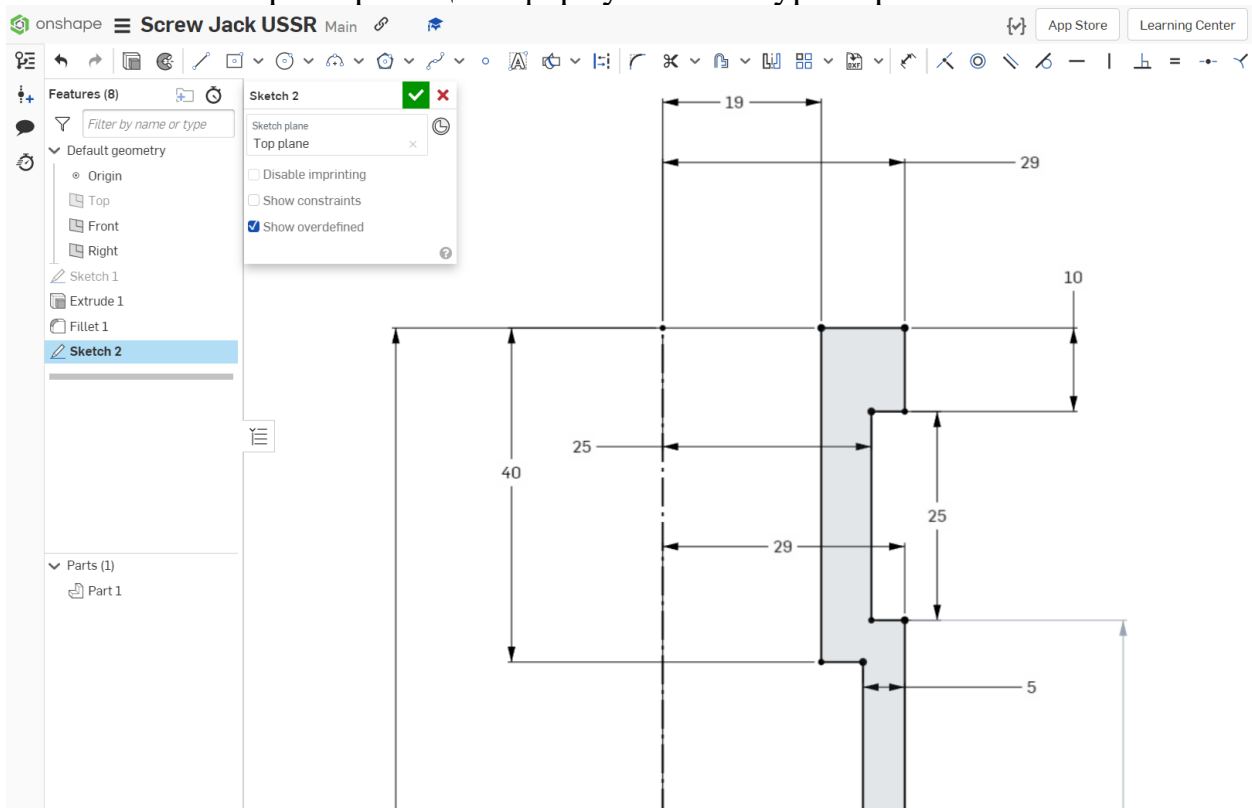 onshape Screw Jack USSR Main App Store Learning Center
Features (8)
Filter by name or type
Default geometry
Origin
Top
Front
Right
Sketch 1
Extrude 1
Fillet 1
Sketch 2
Parts (1)
Part 1
Sketch 2
Sketch plane
Top plane
Disable imprinting
Show constraints
Show overdefined
19
29
10
25
40
25
29
5